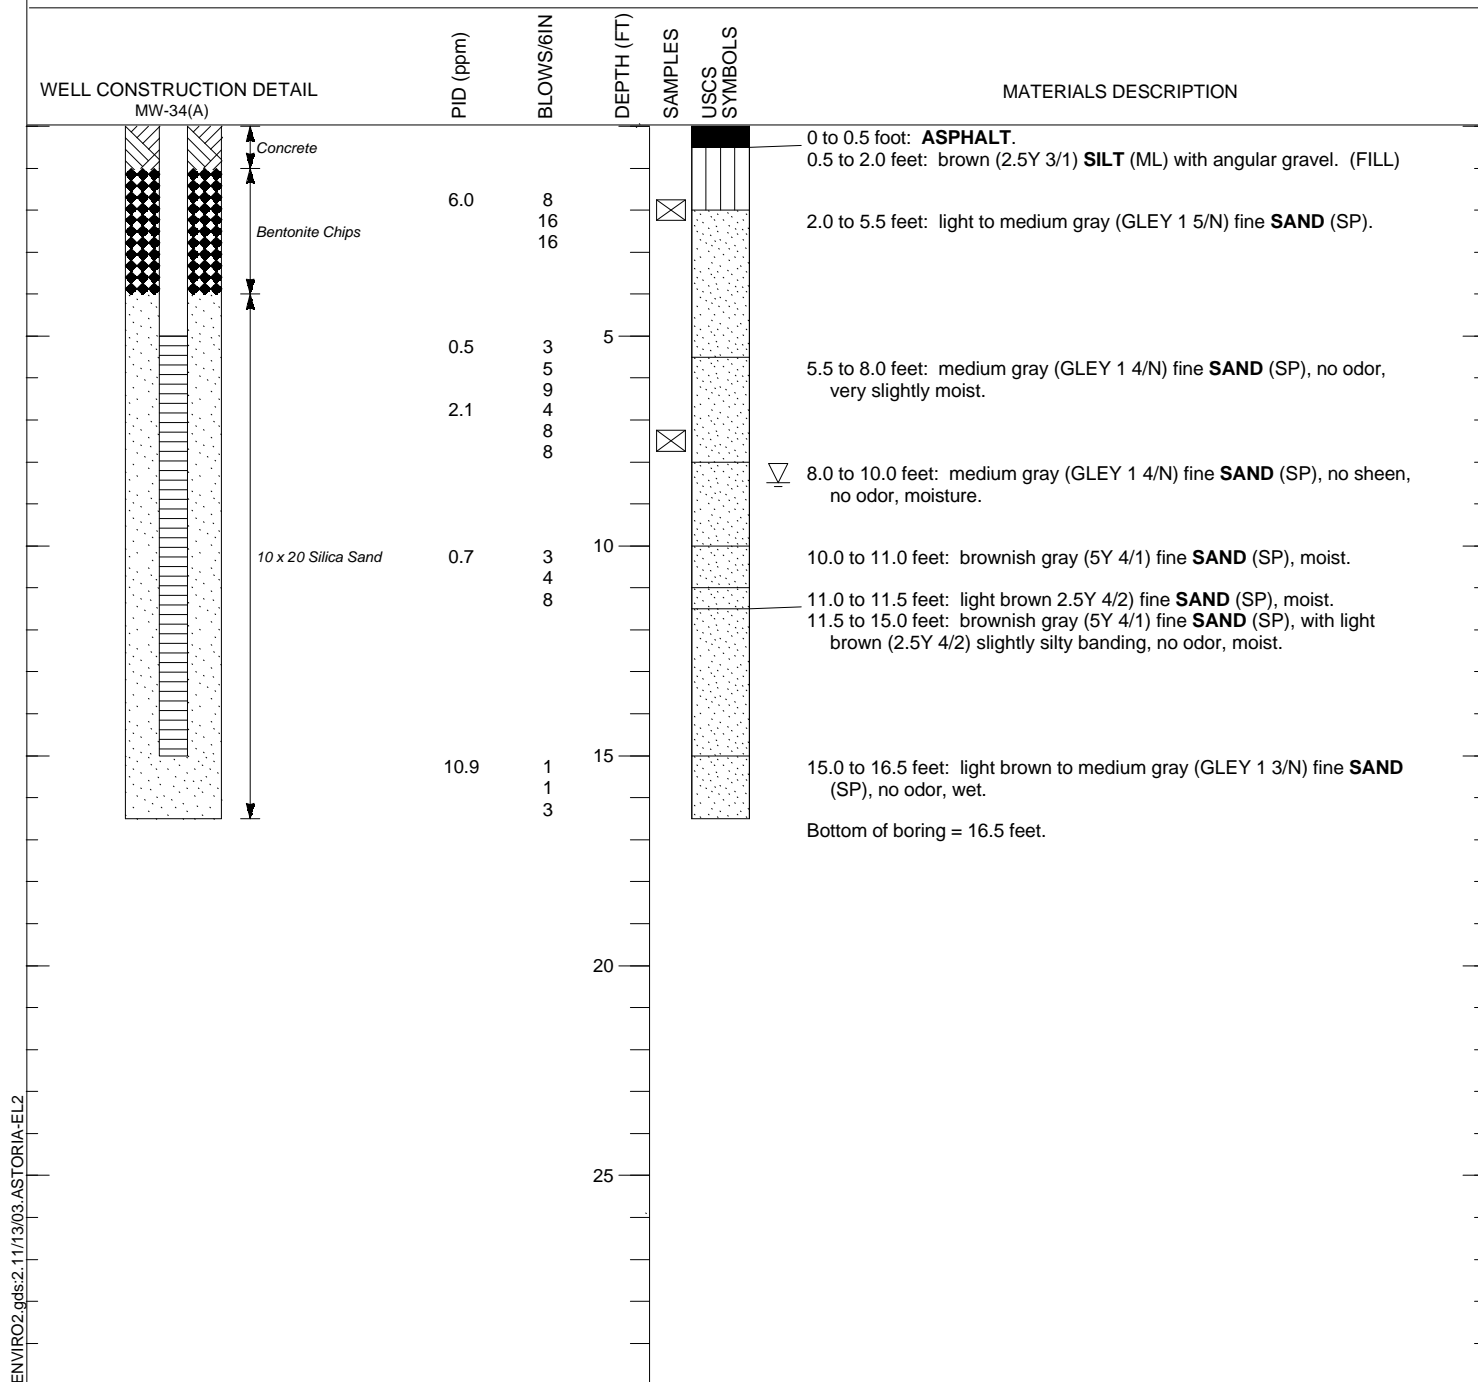 WELL CONSTRUCTION DETAIL
MW-34(A)
PID (ppm)
BLOWS/6IN
DEPTH (FT)
SAMPLES
USCS
SYMBOLS
MATERIALS DESCRIPTION
Concrete
0 to 0.5 foot: ASPHALT.
0.5 to 2.0 feet: brown (2.5Y 3/1) SILT (ML) with angular gravel. (FILL)
6.0 8
16
16
Bentonite Chips
2.0 to 5.5 feet: light to medium gray (GLEY 1 5/N) fine SAND (SP).
5
0.5 3
5
9
5.5 to 8.0 feet: medium gray (GLEY 1 4/N) fine SAND (SP), no odor,
very slightly moist.
2.1 4
8
8
8.0 to 10.0 feet: medium gray (GLEY 1 4/N) fine SAND (SP), no sheen,
no odor, moisture.
10
10 x 20 Silica Sand
0.7 3
4
8
10.0 to 11.0 feet: brownish gray (5Y 4/1) fine SAND (SP), moist.
11.0 to 11.5 feet: light brown 2.5Y 4/2) fine SAND (SP), moist.
11.5 to 15.0 feet: brownish gray (5Y 4/1) fine SAND (SP), with light
brown (2.5Y 4/2) slightly silty banding, no odor, moist.
15
10.9 1
1
3
15.0 to 16.5 feet: light brown to medium gray (GLEY 1 3/N) fine SAND
(SP), no odor, wet.
Bottom of boring = 16.5 feet.
20
25
ENVIRO2.gds:2.11/13/03.ASTORIA-EL2